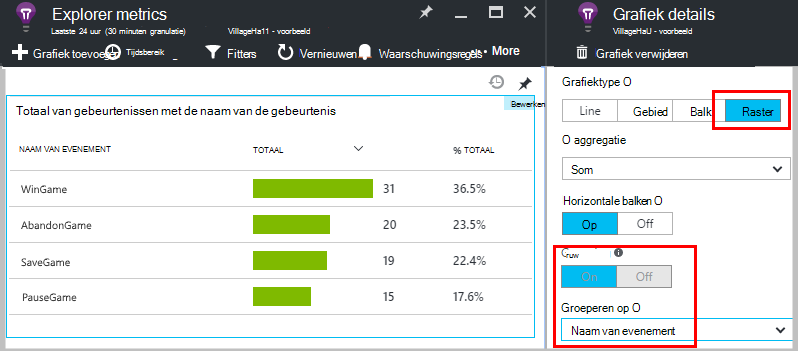 Explorer metrics
Laatste 24 uur (30 minuten granulatie) VillageHa11 - voorbeeld
Grafiek toevoegen Tijdsbereik Fitters Vernieuwen Waarschuwingsregels More
Bewerken
Totaal van gebeurtenissen met de naam van de gebeurtenis
NAAM VAN EVENEMENT TOTAAL % TOTAAL
WinGame 31 36.5%
AbandonGame 20 23.5%
SaveGame 19 22.4%
PauseGame 15 17.6%
Grafiek details
VillageHaU - voorbeeld
Grafiek verwijderen
Grafiektype O
Line Gebied Balk Raster
O aggregatie
Som
Horizontale balken O
Op Off
On Off
Groeperen op O
Naam van evenement